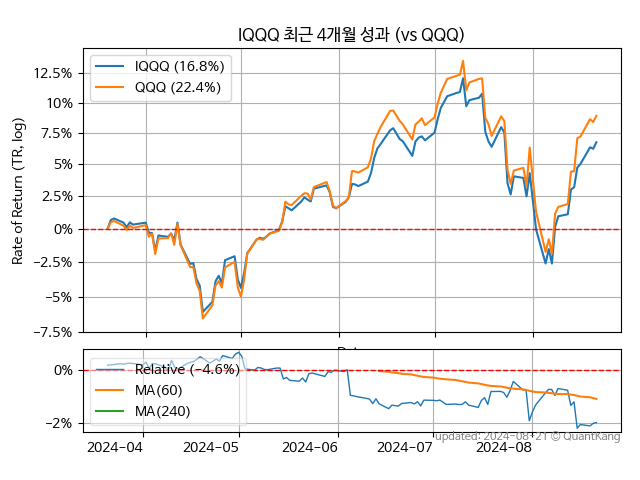 IQQQ 최근 4개월 성과 (vs QQQ)
Rate of Return (TR, log)
12.5%
10%
7.5%
5%
2.5%
0%
−2.5%
−5%
−7.5%
IQQQ (16.8%)
QQQ (22.4%)
0%
−2%
Relative (−4.6%)
MA(60)
MA(240)
2024−04
2024−05
2024−06
2024−07
2024−08
updated: 2024−08−21 © QuantKang